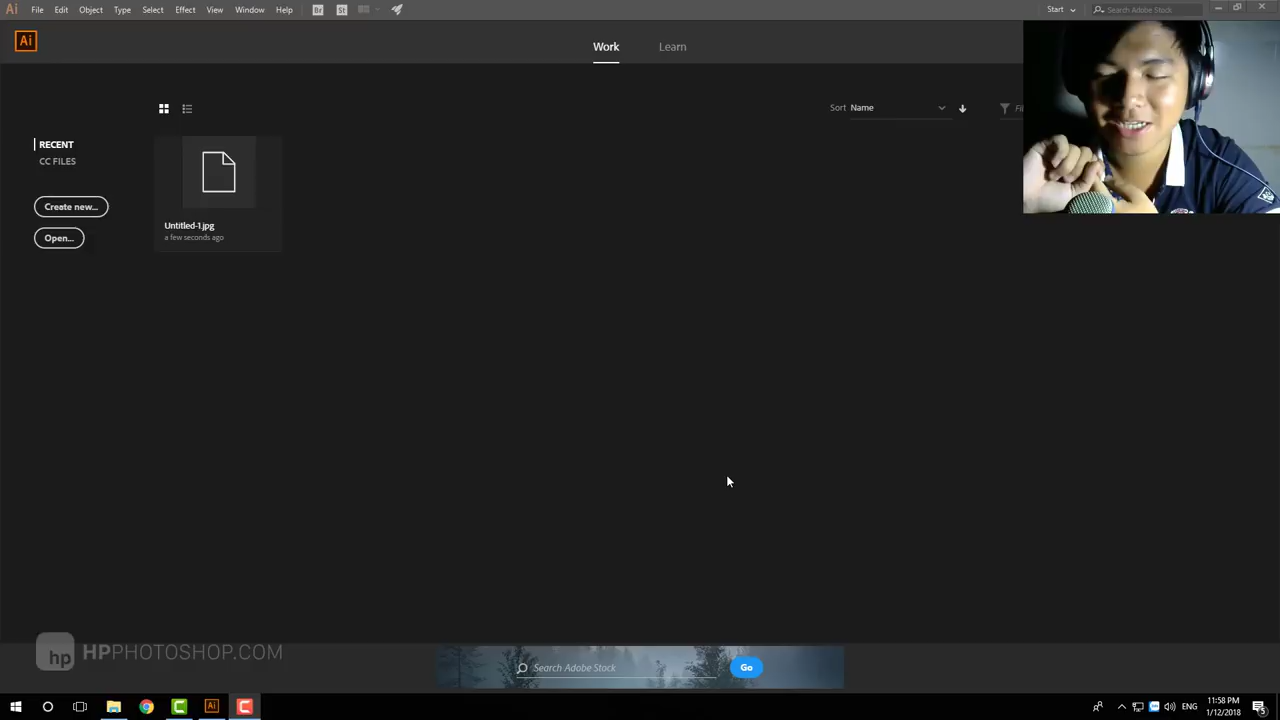 Ai File Edit Object Type Select Effect View Window Help Br St Start Search Adobe Stock
Ai Work Learn
Sort Name
RECENT
CC FILES
Create new...
Open...
Untitled-1.jpg
a few seconds ago
hp HPPHOTOSHOP.COM
Search Adobe Stock Go
Ai ENG 11:58 PM
1/12/2018